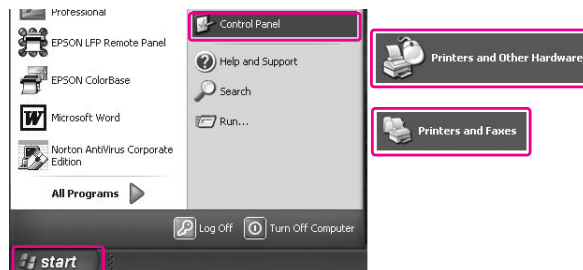 Professional
EPSON LFP Remote Panel
EPSON ColorBase
Microsoft Word
Norton AntiVirus Corporate
Edition
All Programs
Control Panel
Help and Support
Search
Run...
Log Off
Turn Off Computer
start
Printers and Other Hardware
Printers and Faxes